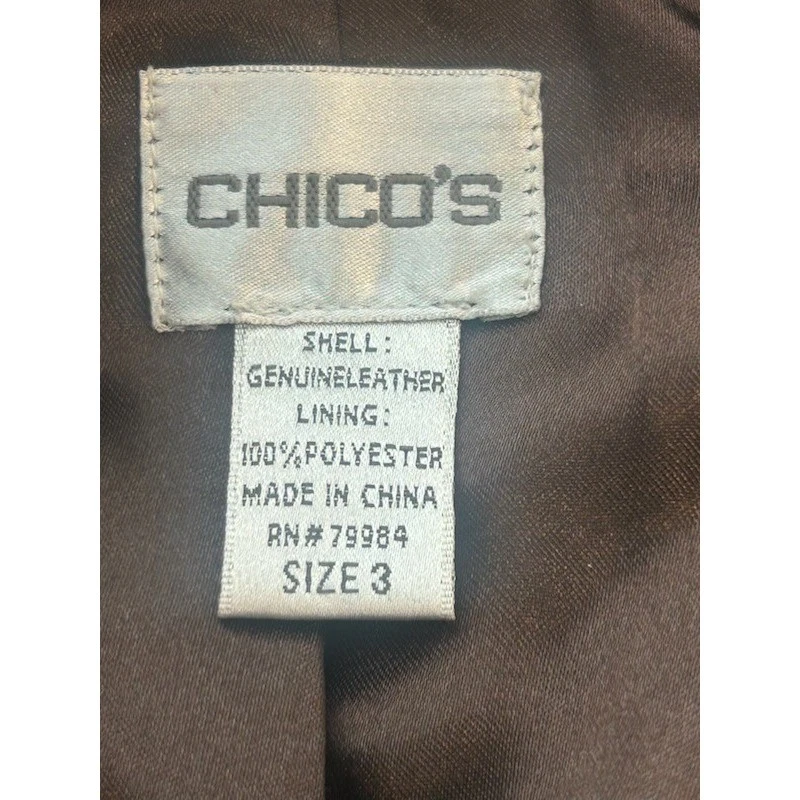 CHICO'S
SHELL:
GENUINELEATHER
LINING:
100%POLYESTER
MADE IN CHINA
RN#79984
SIZE 3